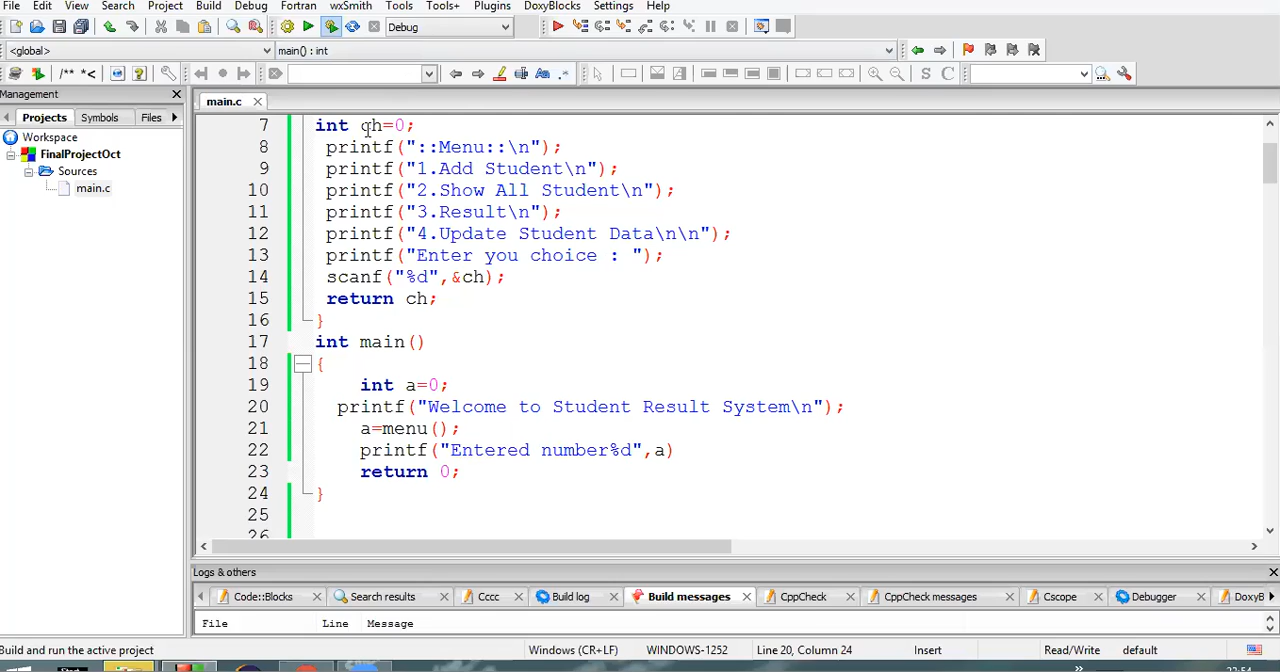 File Edit View Search Project Build Debug Fortran wxSmith Tools Tools+ Plugins DoxyBlocks Settings Help
Debug
<global> main() : int
/** *< S C
Management
Projects Symbols Files main.c
Workspace
FinalProjectOct
Sources
main.c
7 int ch=0;
8 printf("::Menu::\n");
9 printf("1.Add Student\n");
10 printf("2.Show All Student\n");
11 printf("3.Result\n");
12 printf("4.Update Student Data\n\n");
13 printf("Enter you choice : ");
14 scanf("%d",&ch);
15 return ch;
16 }
17 int main()
18 {
19 int a=0;
20 printf("Welcome to Student Result System\n");
21 a=menu();
22 printf("Entered number%d",a)
23 return 0;
24 }
25
26
Logs & others
Code::Blocks Search results Cccc Build log Build messages CppCheck CppCheck messages Cscope Debugger DoxyB
File Line Message
Build and run the active project Windows (CR+LF) WINDOWS-1252 Line 20, Column 24 Insert Read/Write default
Start 22:54